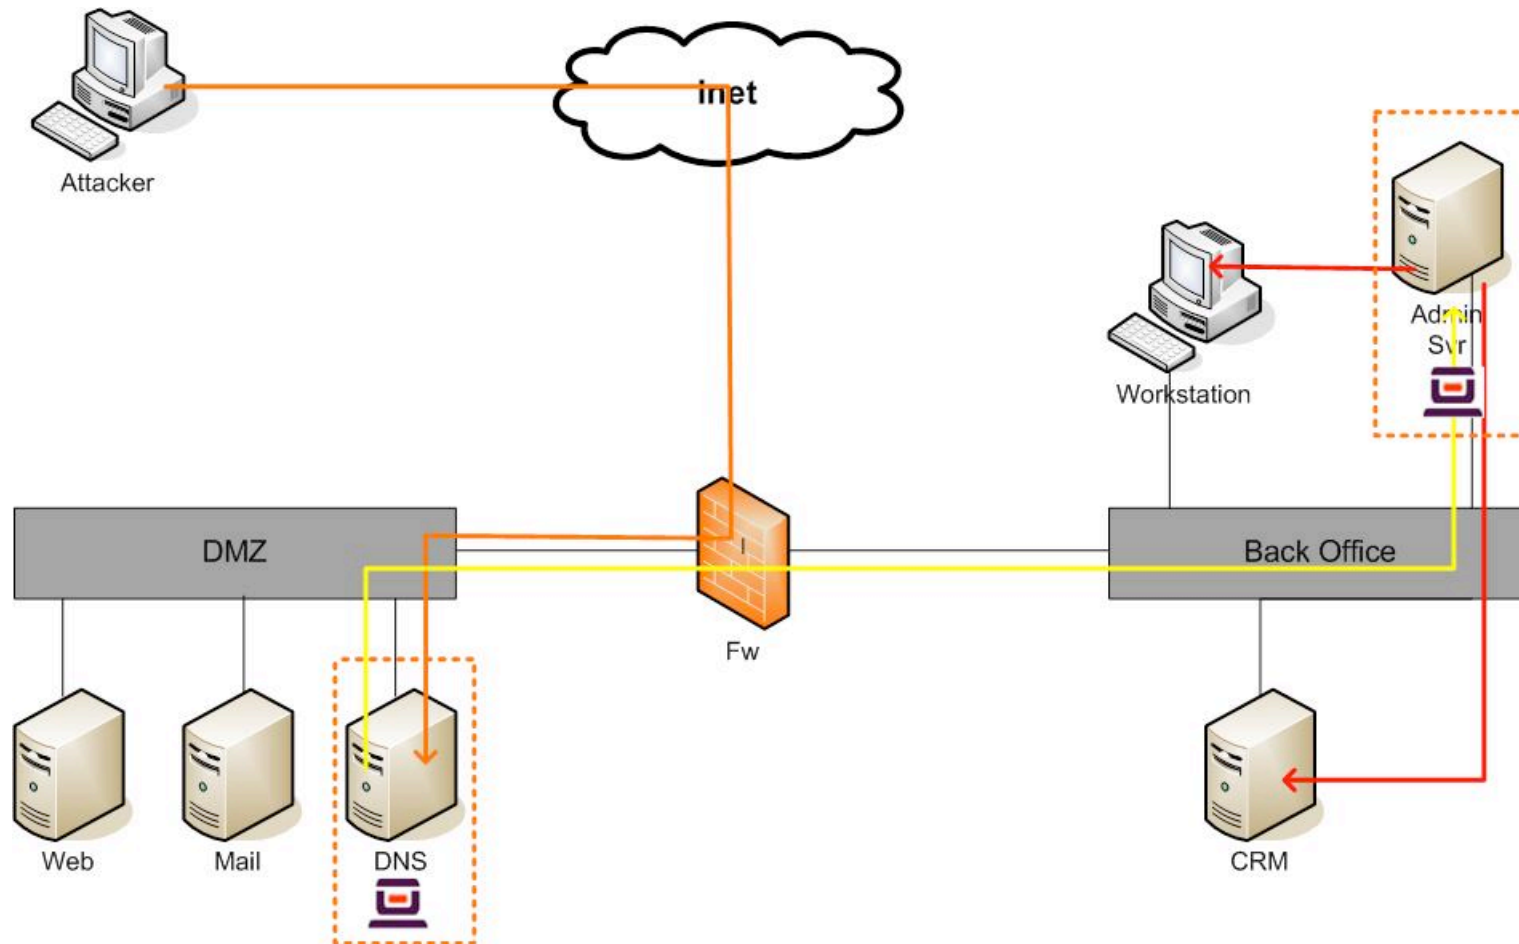 inet
Attacker
Admin
Svr
Workstation
DMZ
Back Office
Fw
Web
Mail
DNS
CRM